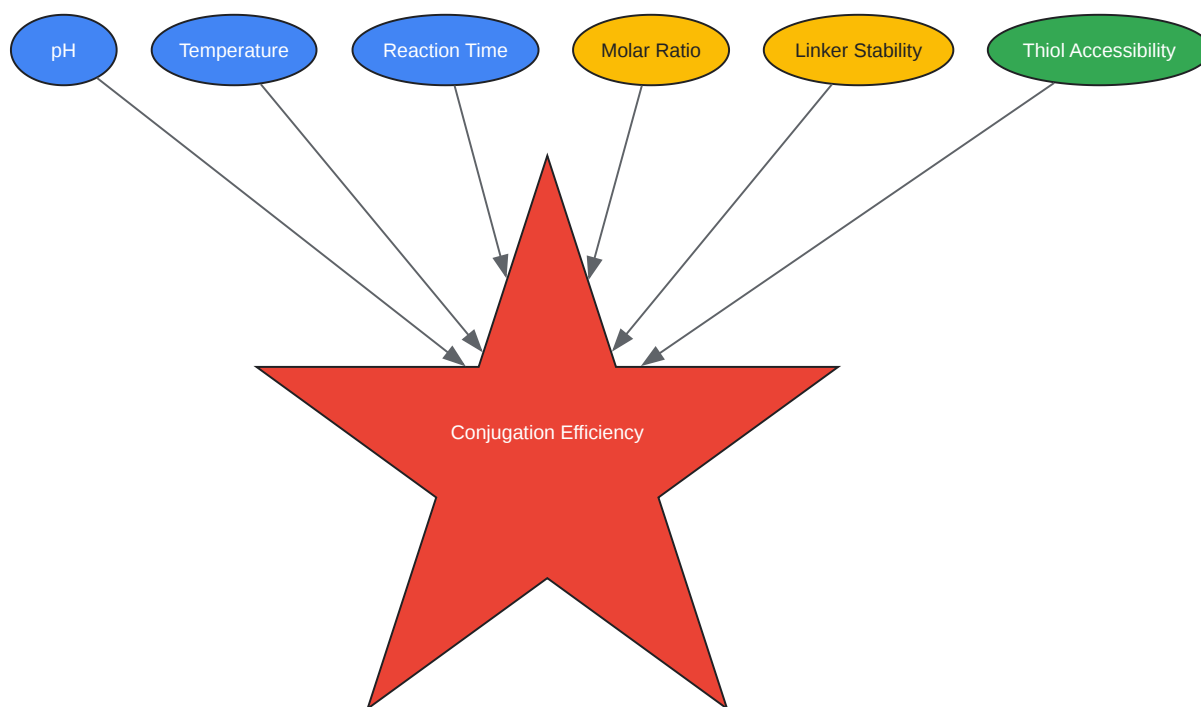 pH
Temperature
Reaction Time
Molar Ratio
Linker Stability
Thiol Accessibility
Conjugation Efficiency